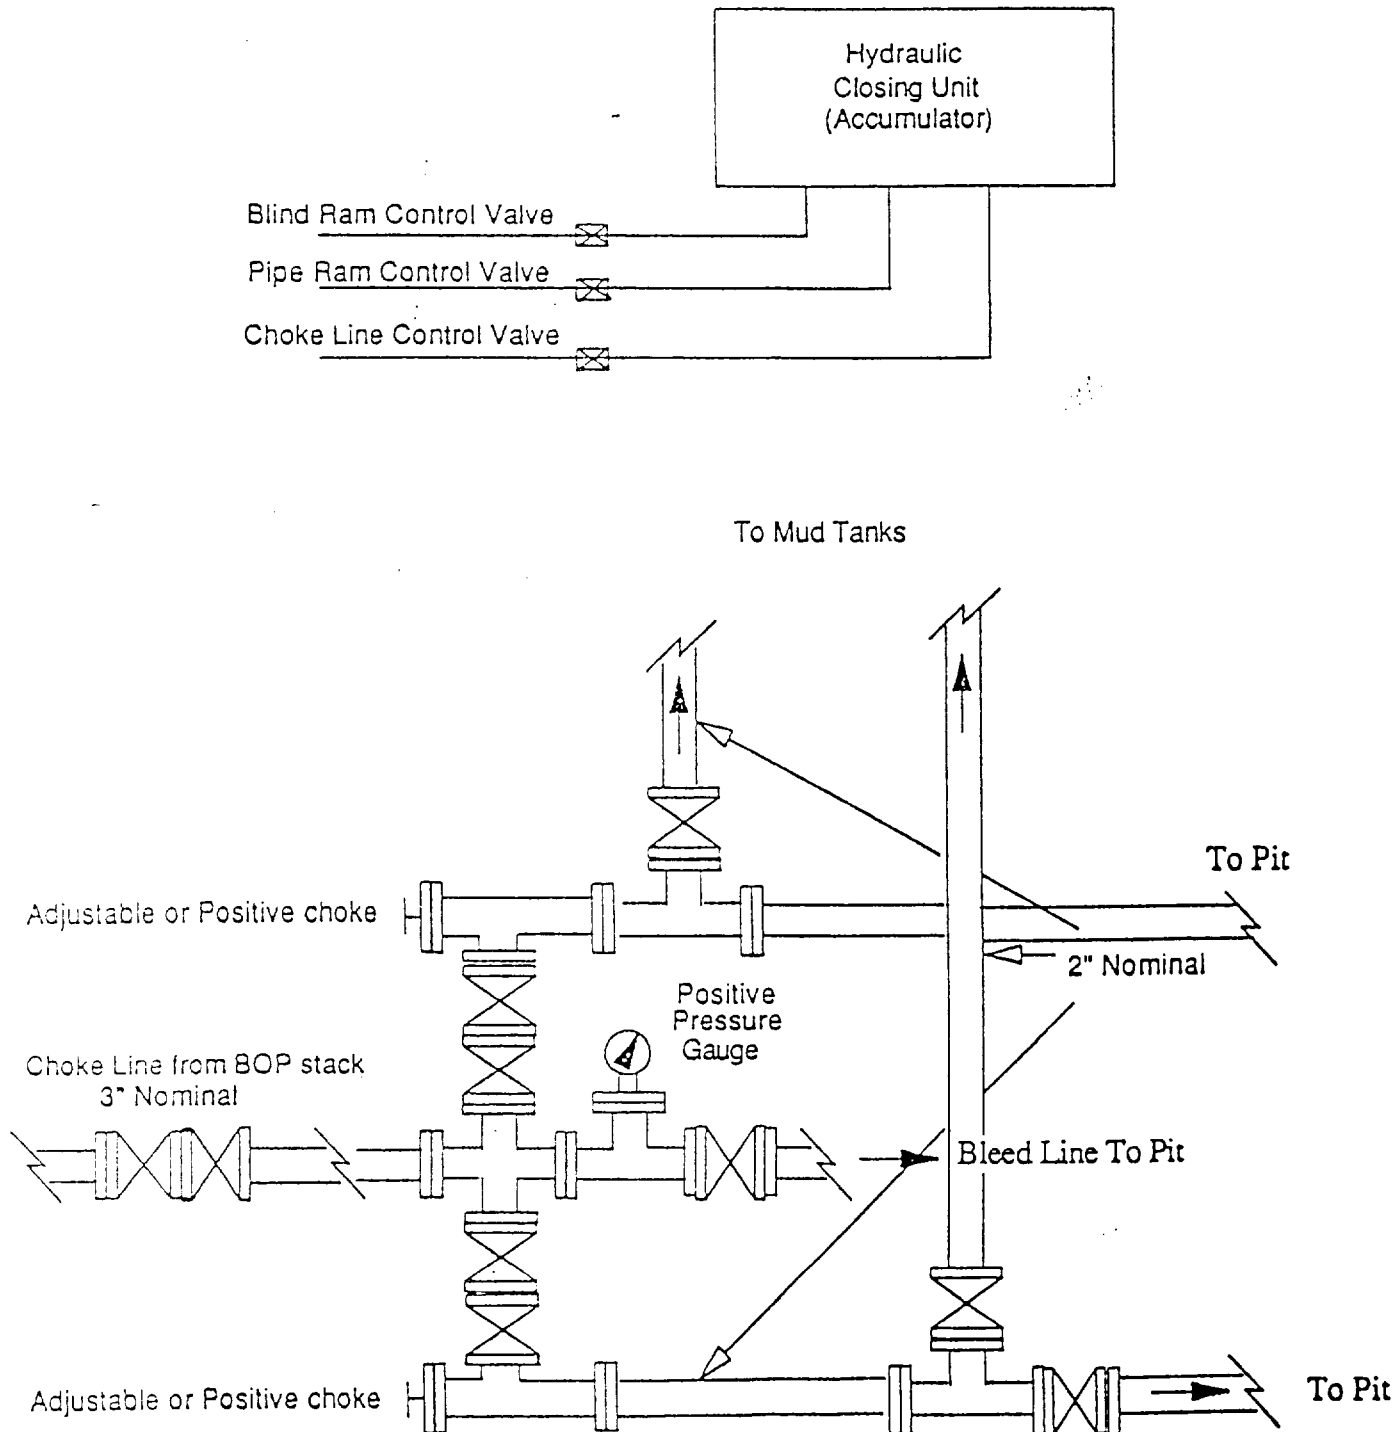 Hydraulic
Closing Unit
(Accumulator)
Blind Ram Control Valve
Pipe Ram Control Valve
Choke Line Control Valve
To Mud Tanks
To Pit
Adjustable or Positive choke
2" Nominal
Positive
Pressure
Gauge
Choke Line from BOP stack
3" Nominal
Bleed Line To Pit
Adjustable or Positive choke
To Pit